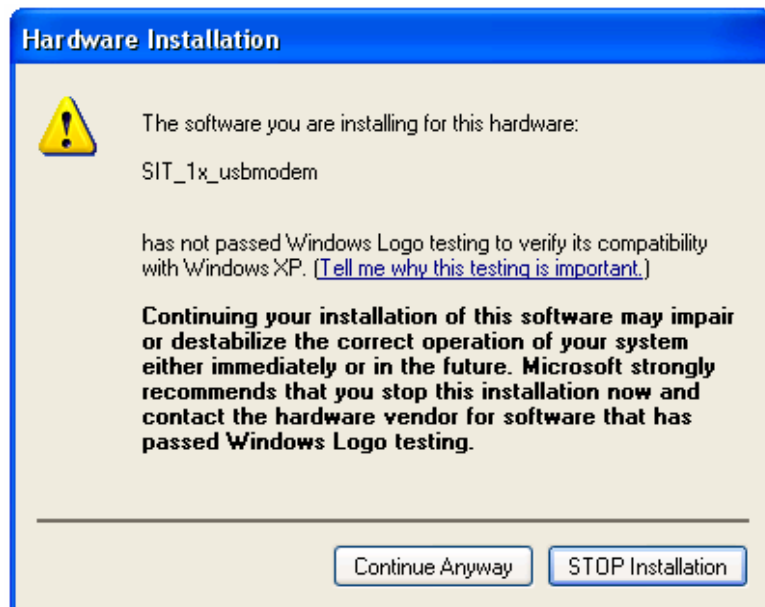 Hardware Installation
The software you are installing for this hardware:
SIT_1x_usbmodem
has not passed Windows Logo testing to verify its compatibility
with Windows XP. (Tell me why this testing is important.)
Continuing your installation of this software may impair
or destabilize the correct operation of your system
either immediately or in the future. Microsoft strongly
recommends that you stop this installation now and
contact the hardware vendor for software that has
passed Windows Logo testing.
Continue Anyway
STOP Installation